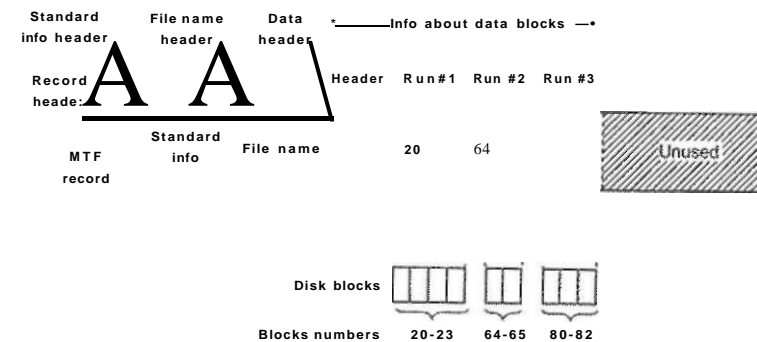 Standard info header
File name header
Data header
*———Info about data blocks —•
Record heade:
A A
Header Run#1 Run #2 Run #3
MTF record
Standard info
File name
20 64
Unused
Disk blocks
Blocks numbers 20-23 64-65 80-82